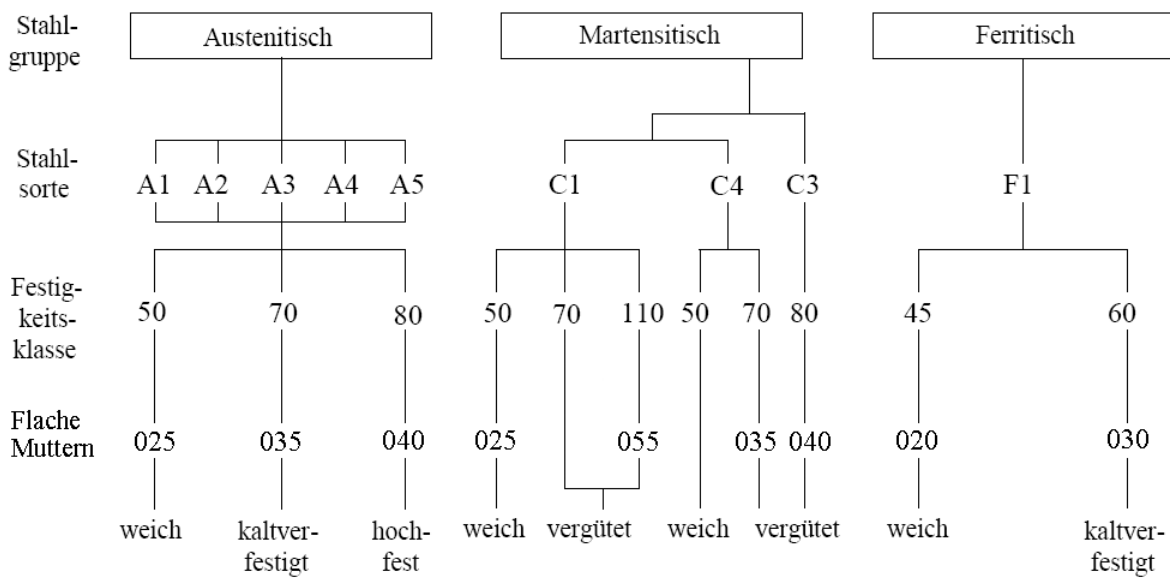 Stahl-
gruppe
Austenitisch
Martensitisch
Ferritisch
Stahl-
sorte
A1 A2 A3 A4 A5 C1 C4 C3 F1
Festig-
keits-
klasse
50 70 80 50 70 110 50 70 80 45 60
Flache
Muttern
025 035 040 025 055 035 040 020 030
weich kaltver-
festigt
hoch-
fest
weich vergütet weich vergütet weich kaltver-
festigt